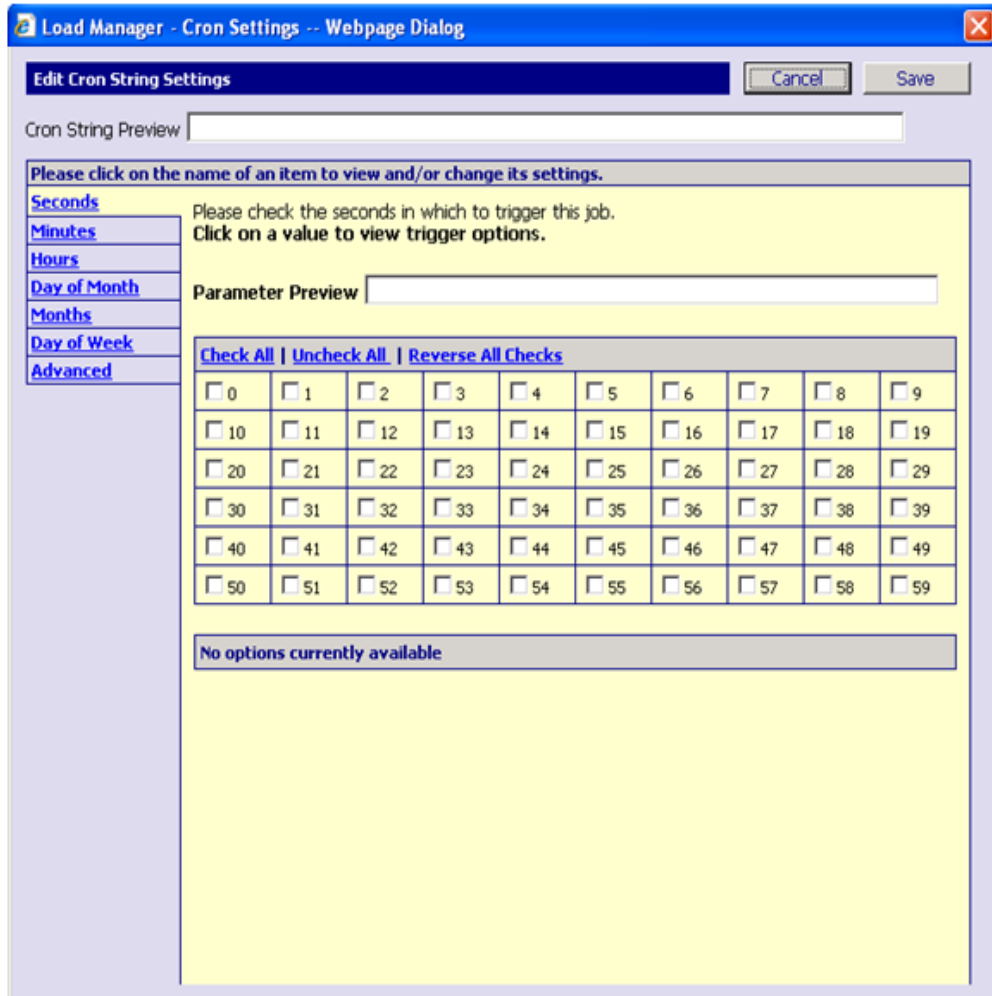 Load Manager - Cron Settings -- Webpage Dialog
Edit Cron String Settings
Cancel
Save
Cron String Preview
Please click on the name of an item to view and/or change its settings.
Seconds
Minutes
Hours
Day of Month
Months
Day of Week
Advanced
Please check the seconds in which to trigger this job.
Click on a value to view trigger options.
Parameter Preview
Check All | Uncheck All | Reverse All Checks
0 1 2 3 4 5 6 7 8 9
10 11 12 13 14 15 16 17 18 19
20 21 22 23 24 25 26 27 28 29
30 31 32 33 34 35 36 37 38 39
40 41 42 43 44 45 46 47 48 49
50 51 52 53 54 55 56 57 58 59
No options currently available